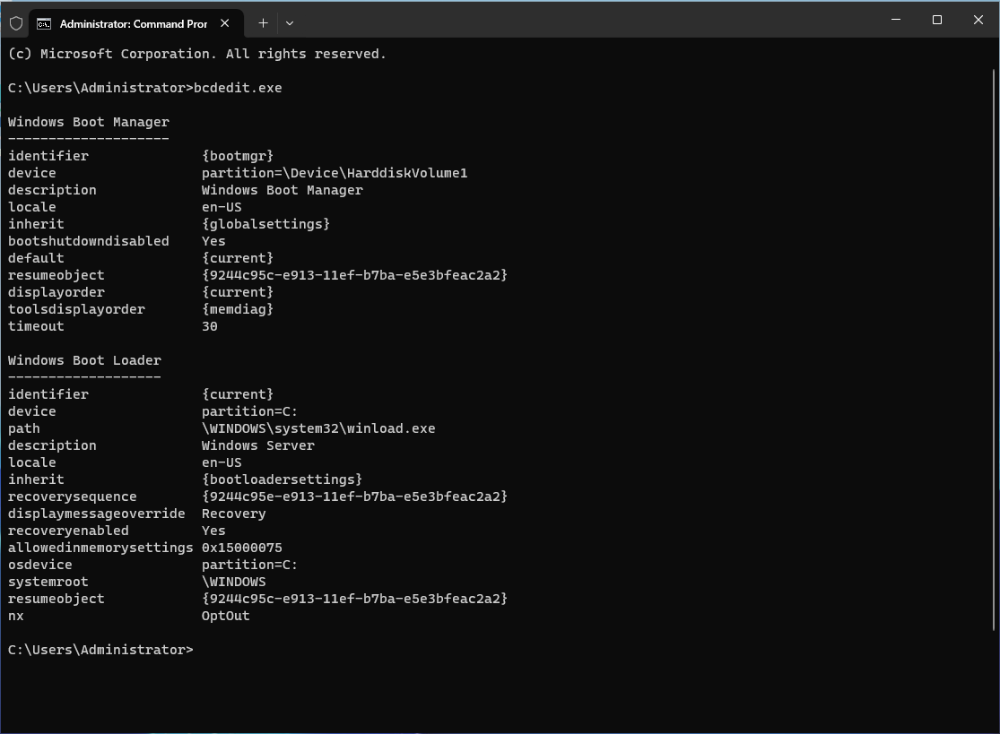 Administrator: Command Pror
(c) Microsoft Corporation. All rights reserved.
C:\Users\Administrator>bcdedit.exe
Windows Boot Manager
--------------------
identifier              {bootmgr}
device                  partition=\Device\HarddiskVolume1
description             Windows Boot Manager
locale                  en-US
inherit                 {globalsettings}
bootshutdowndisabled    Yes
default                 {current}
resumeobject            {9244c95c-e913-11ef-b7ba-e5e3bfeac2a2}
displayorder            {current}
toolsdisplayorder       {memdiag}
timeout                 30
Windows Boot Loader
-------------------
identifier              {current}
device                  partition=C:
path                    \WINDOWS\system32\winload.exe
description             Windows Server
locale                  en-US
inherit                 {bootloadersettings}
recoverysequence        {9244c95e-e913-11ef-b7ba-e5e3bfeac2a2}
displaymessageoverride  Recovery
recoveryenabled         Yes
allowedinmemorysettings 0x15000075
osdevice                partition=C:
systemroot              \WINDOWS
resumeobject            {9244c95c-e913-11ef-b7ba-e5e3bfeac2a2}
nx                      OptOut
C:\Users\Administrator>